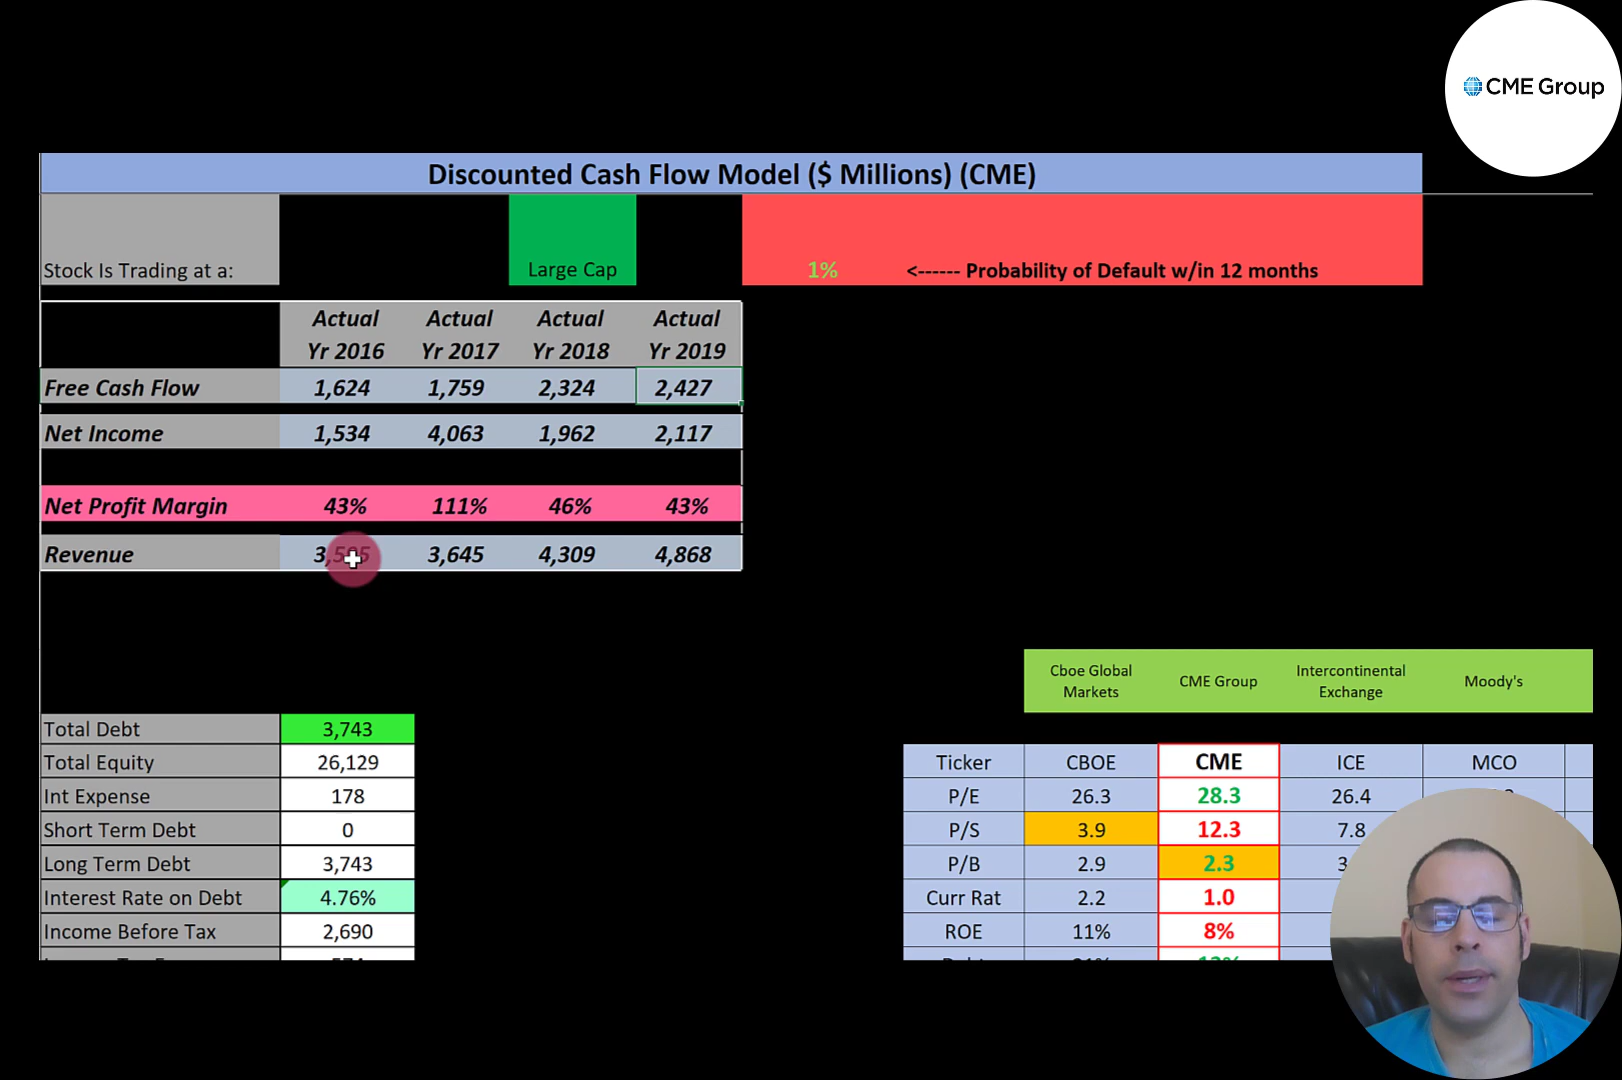 CME Group
Discounted Cash Flow Model ($ Millions) (CME)
Stock Is Trading at a:
Large Cap
1% <------ Probability of Default w/in 12 months
Actual Actual Actual Actual
Yr 2016 Yr 2017 Yr 2018 Yr 2019
Free Cash Flow 1,624 1,759 2,324 2,427
Net Income 1,534 4,063 1,962 2,117
Net Profit Margin 43% 111% 46% 43%
Revenue 3,595 3,645 4,309 4,868
Cboe Global Markets CME Group Intercontinental Exchange Moody's
Total Debt 3,743
Total Equity 26,129
Int Expense 178
Short Term Debt 0
Long Term Debt 3,743
Interest Rate on Debt 4.76%
Income Before Tax 2,690
Ticker CBOE CME ICE MCO
P/E 26.3 28.3 26.4
P/S 3.9 12.3 7.8
P/B 2.9 2.3
Curr Rat 2.2 1.0
ROE 11% 8%